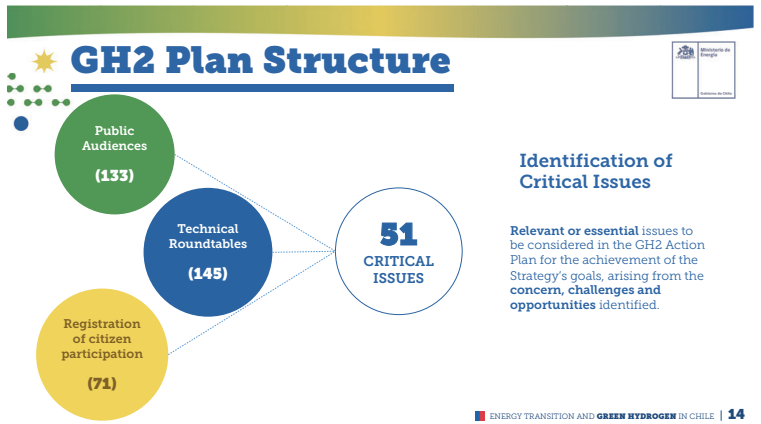 GH2 Plan Structure
Ministerio de
Energía
Gobierno de Chile
Public
Audiences
(133)
Technical
Roundtables
(145)
Registration
of citizen
participation
(71)
51
CRITICAL
ISSUES
Identification of
Critical Issues
Relevant or essential issues to
be considered in the GH2 Action
Plan for the achievement of the
Strategy's goals, arising from the
concern, challenges and
opportunities identified.
ENERGY TRANSITION AND GREEN HYDROGEN IN CHILE | 14